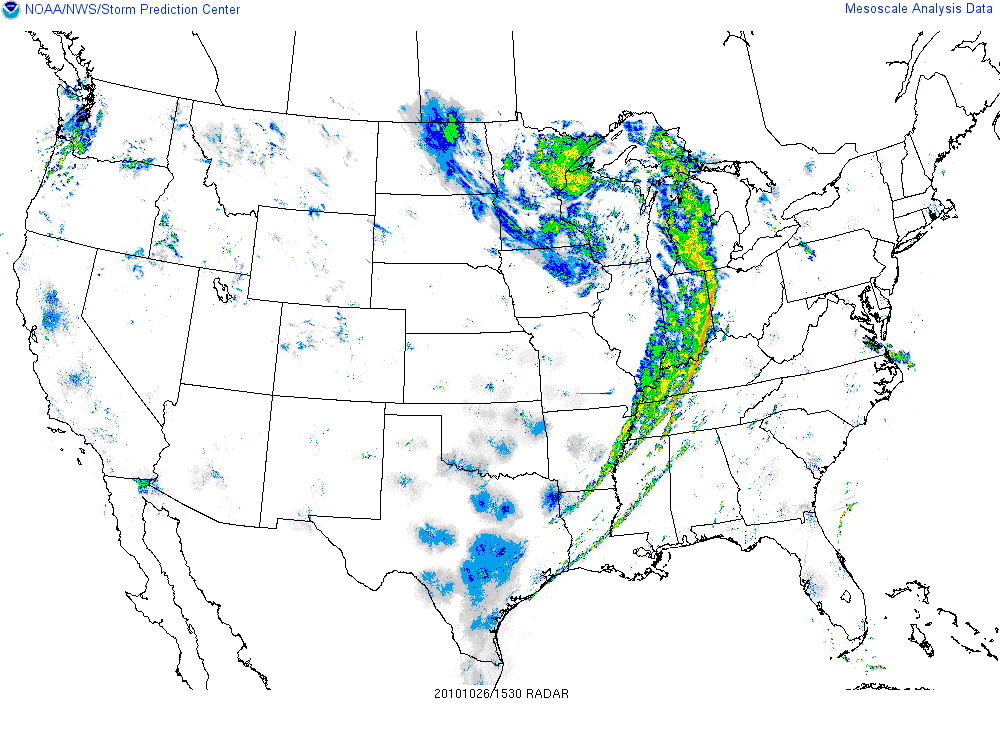 NOAA/NWS/Storm Prediction Center
Mesoscale Analysis Data
20101026/1530 RADAR